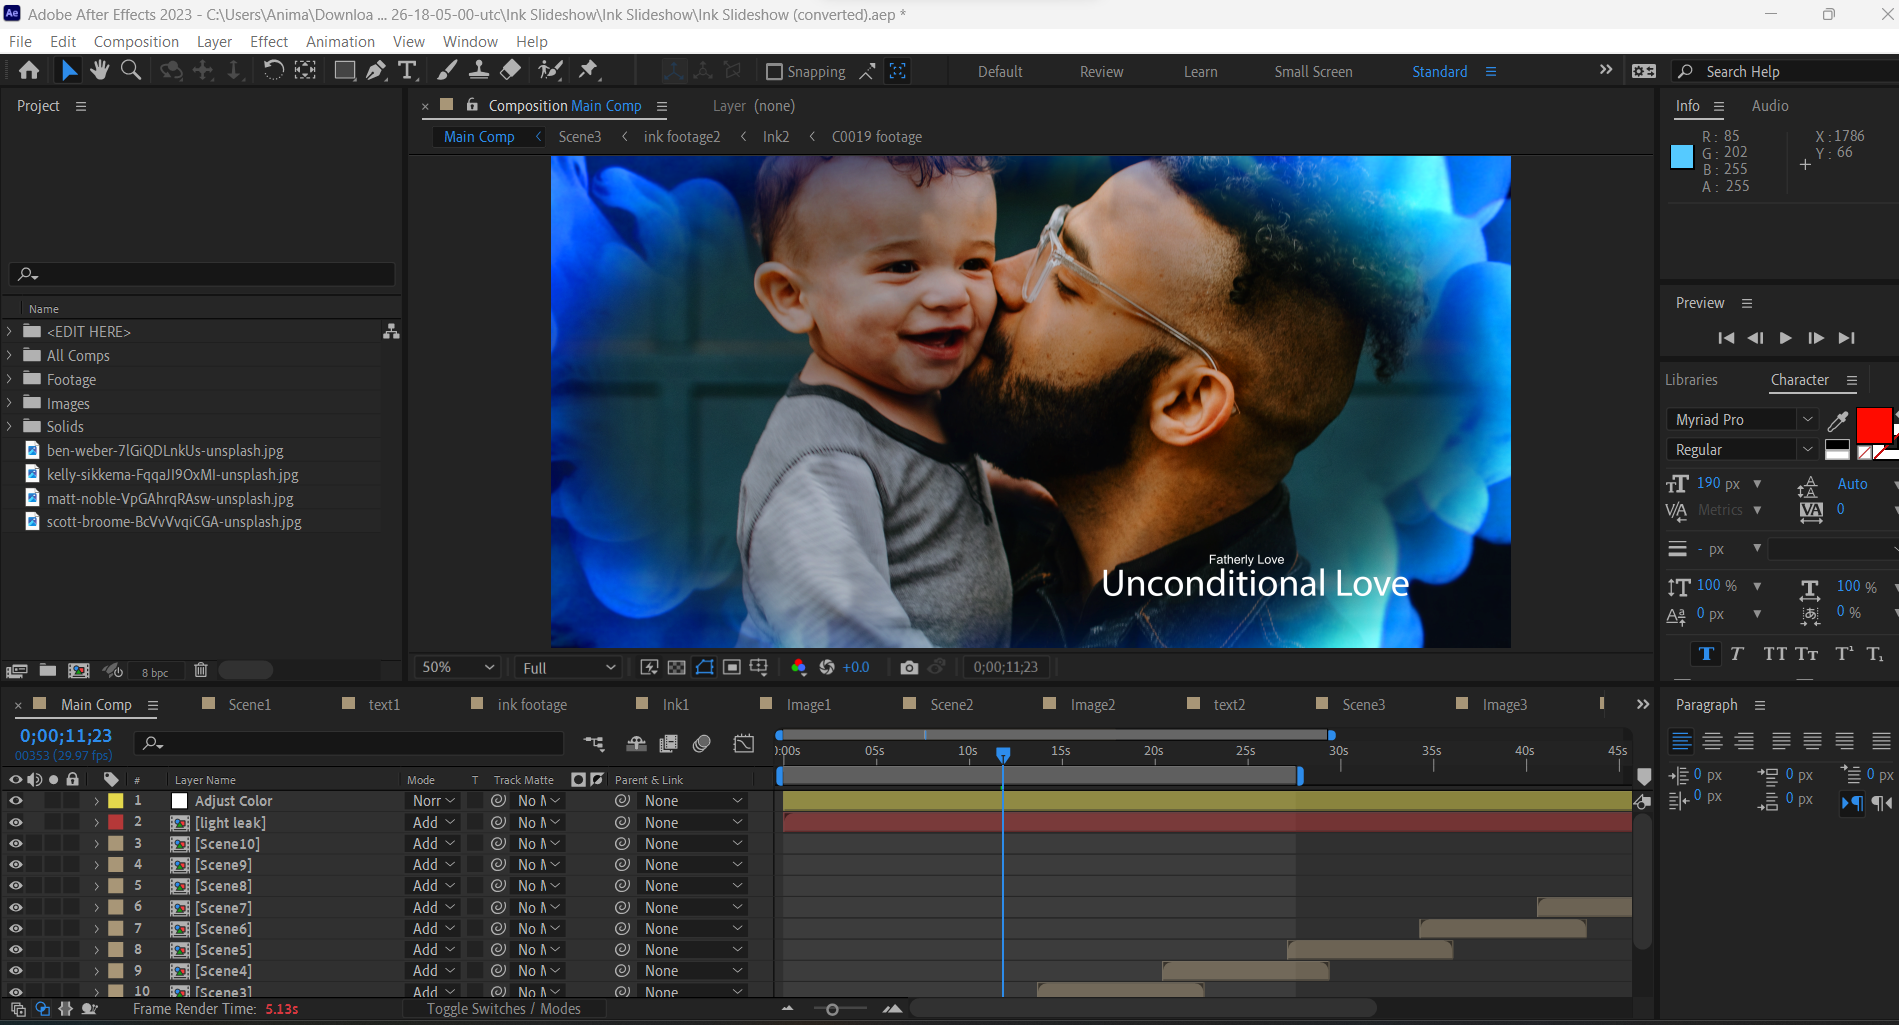 Adobe After Effects 2023 - C:\Users\Anima\Downloa ... 26-18-05-00-utc\Ink Slideshow\Ink Slideshow\Ink Slideshow (converted).aep *
File Edit Composition Layer Effect Animation View Window Help
Snapping Default Review Learn Small Screen Standard Search Help
Project
Composition Main Comp Layer (none)
Main Comp < Scene3 < ink footage2 < Ink2 < C0019 footage
Info Audio
R : 85
G : 202
B : 255
A : 255
X : 1786
Y : 66
Name
<EDIT HERE>
All Comps
Footage
Images
Solids
ben-weber-7lGiQDLnkUs-unsplash.jpg
kelly-sikkema-FqqaJI9OxMI-unsplash.jpg
matt-noble-VpGAhrqRAsw-unsplash.jpg
scott-broome-BcVvVvqiCGA-unsplash.jpg
8 bpc
Fatherly Love
Unconditional Love
50% Full +0.0 0;00;11;23
Preview
Libraries Character
Myriad Pro
Regular
190 px Auto
Metrics 0
- px
100 % 100 %
0 px 0 %
Main Comp Scene1 text1 ink footage Ink1 Image1 Scene2 Image2 text2 Scene3 Image3
0;00;11;23
00353 (29.97 fps)
):00s 05s 10s 15s 20s 25s 30s 35s 40s 45s
# Layer Name Mode T Track Matte Parent & Link
1 Adjust Color Norr No M None
2 [light leak] Add No M None
3 [Scene10] Add No M None
4 [Scene9] Add No M None
5 [Scene8] Add No M None
6 [Scene7] Add No M None
7 [Scene6] Add No M None
8 [Scene5] Add No M None
9 [Scene4] Add No M None
10 [Scene3] Add No M None
Frame Render Time: 5.13s Toggle Switches / Modes
Paragraph
0 px 0 px 0 px
0 px 0 px